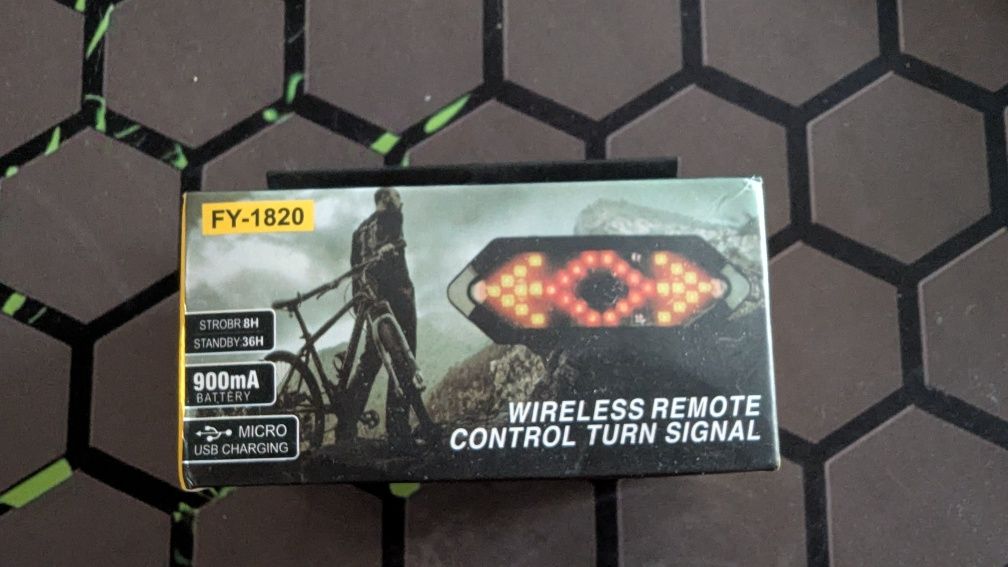 FY-1820
STROBR:8H
STANDBY:36H
900mA
BATTERY
MICRO
USB CHARGING
WIRELESS REMOTE
CONTROL TURN SIGNAL